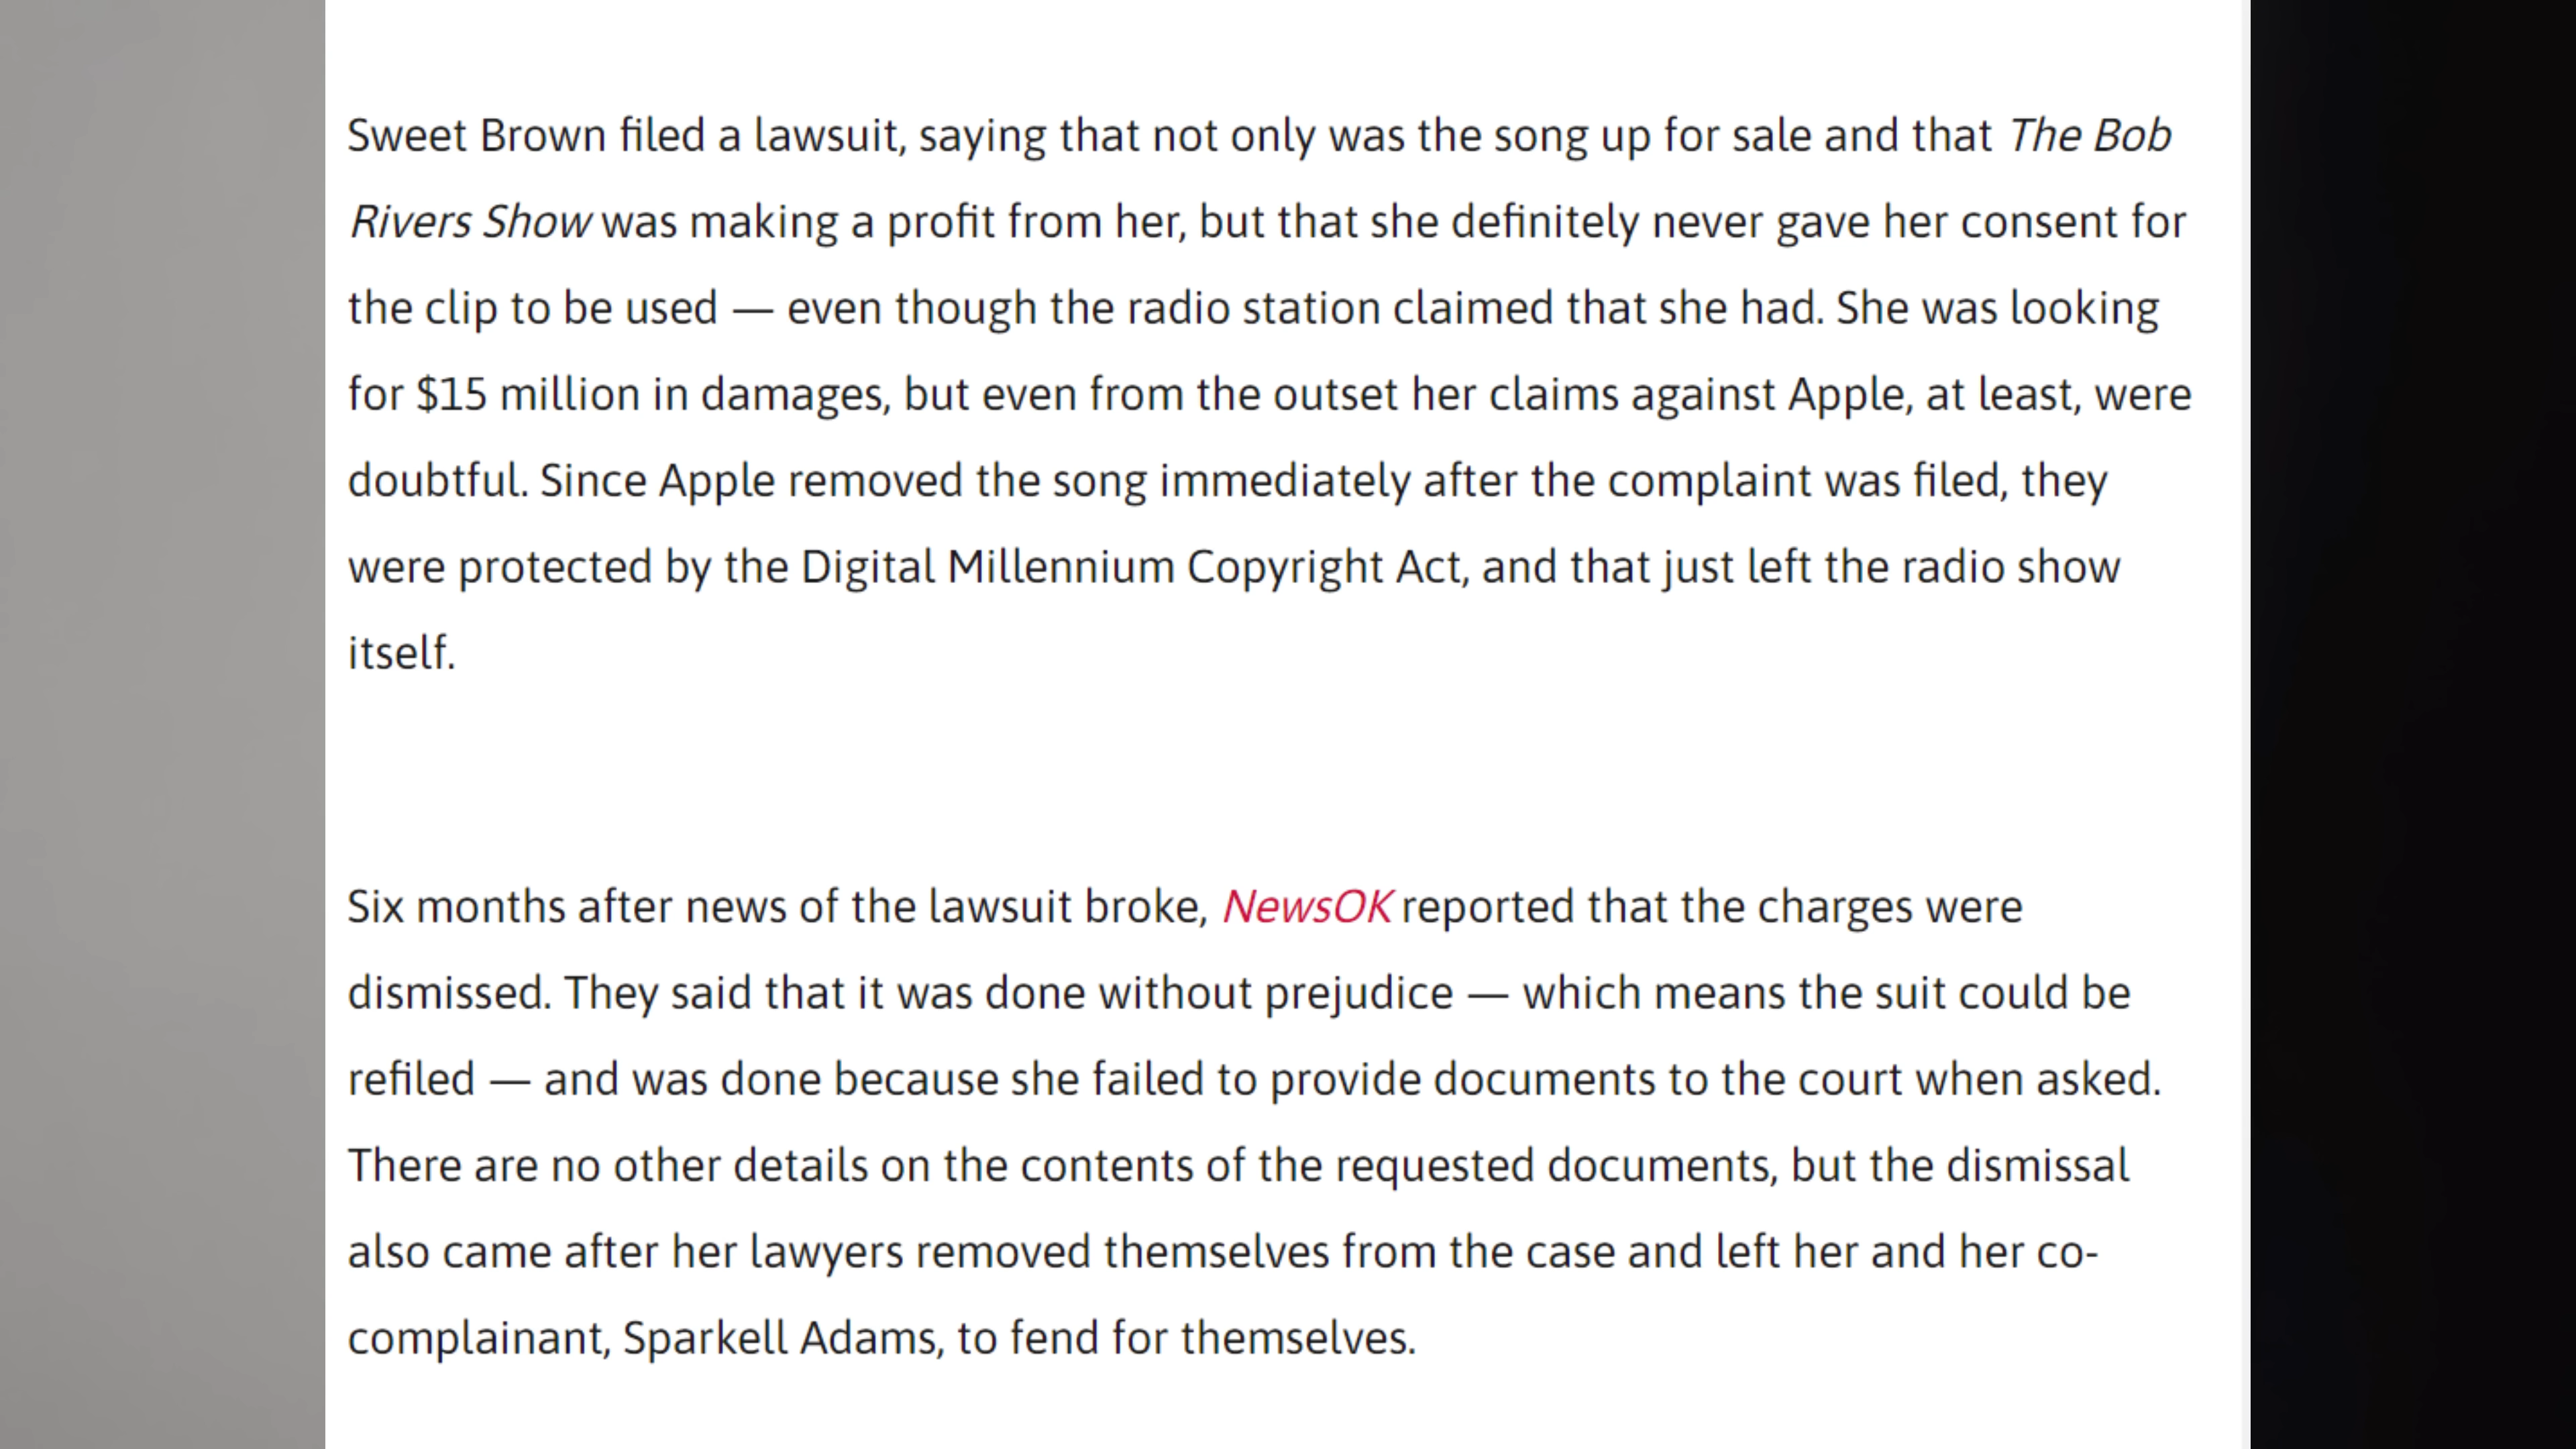 Sweet Brown filed a lawsuit, saying that not only was the song up for sale and that The Bob
Rivers Show was making a profit from her, but that she definitely never gave her consent for
the clip to be used — even though the radio station claimed that she had. She was looking
for $15 million in damages, but even from the outset her claims against Apple, at least, were
doubtful. Since Apple removed the song immediately after the complaint was filed, they
were protected by the Digital Millennium Copyright Act, and that just left the radio show
itself.
Six months after news of the lawsuit broke, NewsOK reported that the charges were
dismissed. They said that it was done without prejudice — which means the suit could be
refiled — and was done because she failed to provide documents to the court when asked.
There are no other details on the contents of the requested documents, but the dismissal
also came after her lawyers removed themselves from the case and left her and her co-
complainant, Sparkell Adams, to fend for themselves.